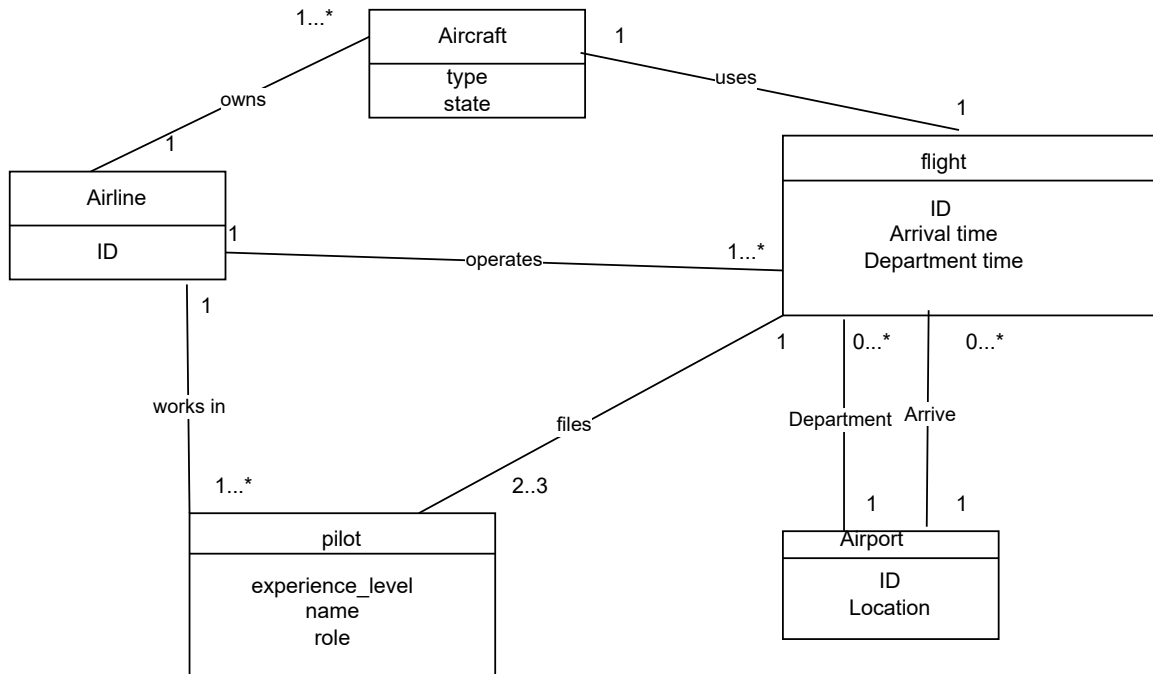 1...*
Aircraft
1
type
state
uses
owns
1
1
flight
Airline
ID
Arrival time
Department time
1
ID
operates
1...*
1
1
0...*
0...*
works in
files
Department
Arrive
1...*
2..3
1
1
pilot
Airport
experience_level
name
role
ID
Location